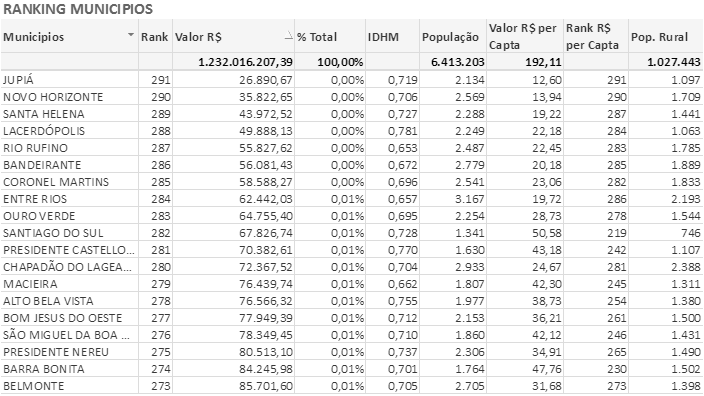 RANKING MUNICIPIOS
Municipios Rank Valor R$ % Total IDHM População Valor R$ per Capta Rank R$ per Capta Pop. Rural
1.232.016.207,39 100,00% 6.413.203 192,11 1.027.443
JUPIÁ 291 26.890,67 0,00% 0,719 2.134 12,60 291 1.097
NOVO HORIZONTE 290 35.822,65 0,00% 0,706 2.569 13,94 290 1.709
SANTA HELENA 289 43.972,52 0,00% 0,727 2.288 19,22 287 1.441
LACERDÓPOLIS 288 49.888,13 0,00% 0,781 2.249 22,18 284 1.063
RIO RUFINO 287 55.827,62 0,00% 0,653 2.487 22,45 283 1.785
BANDEIRANTE 286 56.081,43 0,00% 0,672 2.779 20,18 285 1.889
CORONEL MARTINS 285 58.588,27 0,00% 0,696 2.541 23,06 282 1.833
ENTRE RIOS 284 62.442,03 0,01% 0,657 3.167 19,72 286 2.193
OURO VERDE 283 64.755,40 0,01% 0,695 2.254 28,73 278 1.544
SANTIAGO DO SUL 282 67.826,74 0,01% 0,728 1.341 50,58 219 746
PRESIDENTE CASTELLO... 281 70.382,61 0,01% 0,770 1.630 43,18 242 1.107
CHAPADÃO DO LAGEA... 280 72.367,52 0,01% 0,704 2.933 24,67 281 2.388
MACIEIRA 279 76.439,74 0,01% 0,662 1.807 42,30 245 1.311
ALTO BELA VISTA 278 76.566,32 0,01% 0,755 1.977 38,73 254 1.380
BOM JESUS DO OESTE 277 77.949,39 0,01% 0,712 2.153 36,21 261 1.500
SÃO MIGUEL DA BOA ... 276 78.349,45 0,01% 0,710 1.860 42,12 246 1.431
PRESIDENTE NEREU 275 80.513,10 0,01% 0,737 2.306 34,91 265 1.490
BARRA BONITA 274 84.245,98 0,01% 0,701 1.764 47,76 230 1.502
BELMONTE 273 85.701,60 0,01% 0,705 2.705 31,68 273 1.398